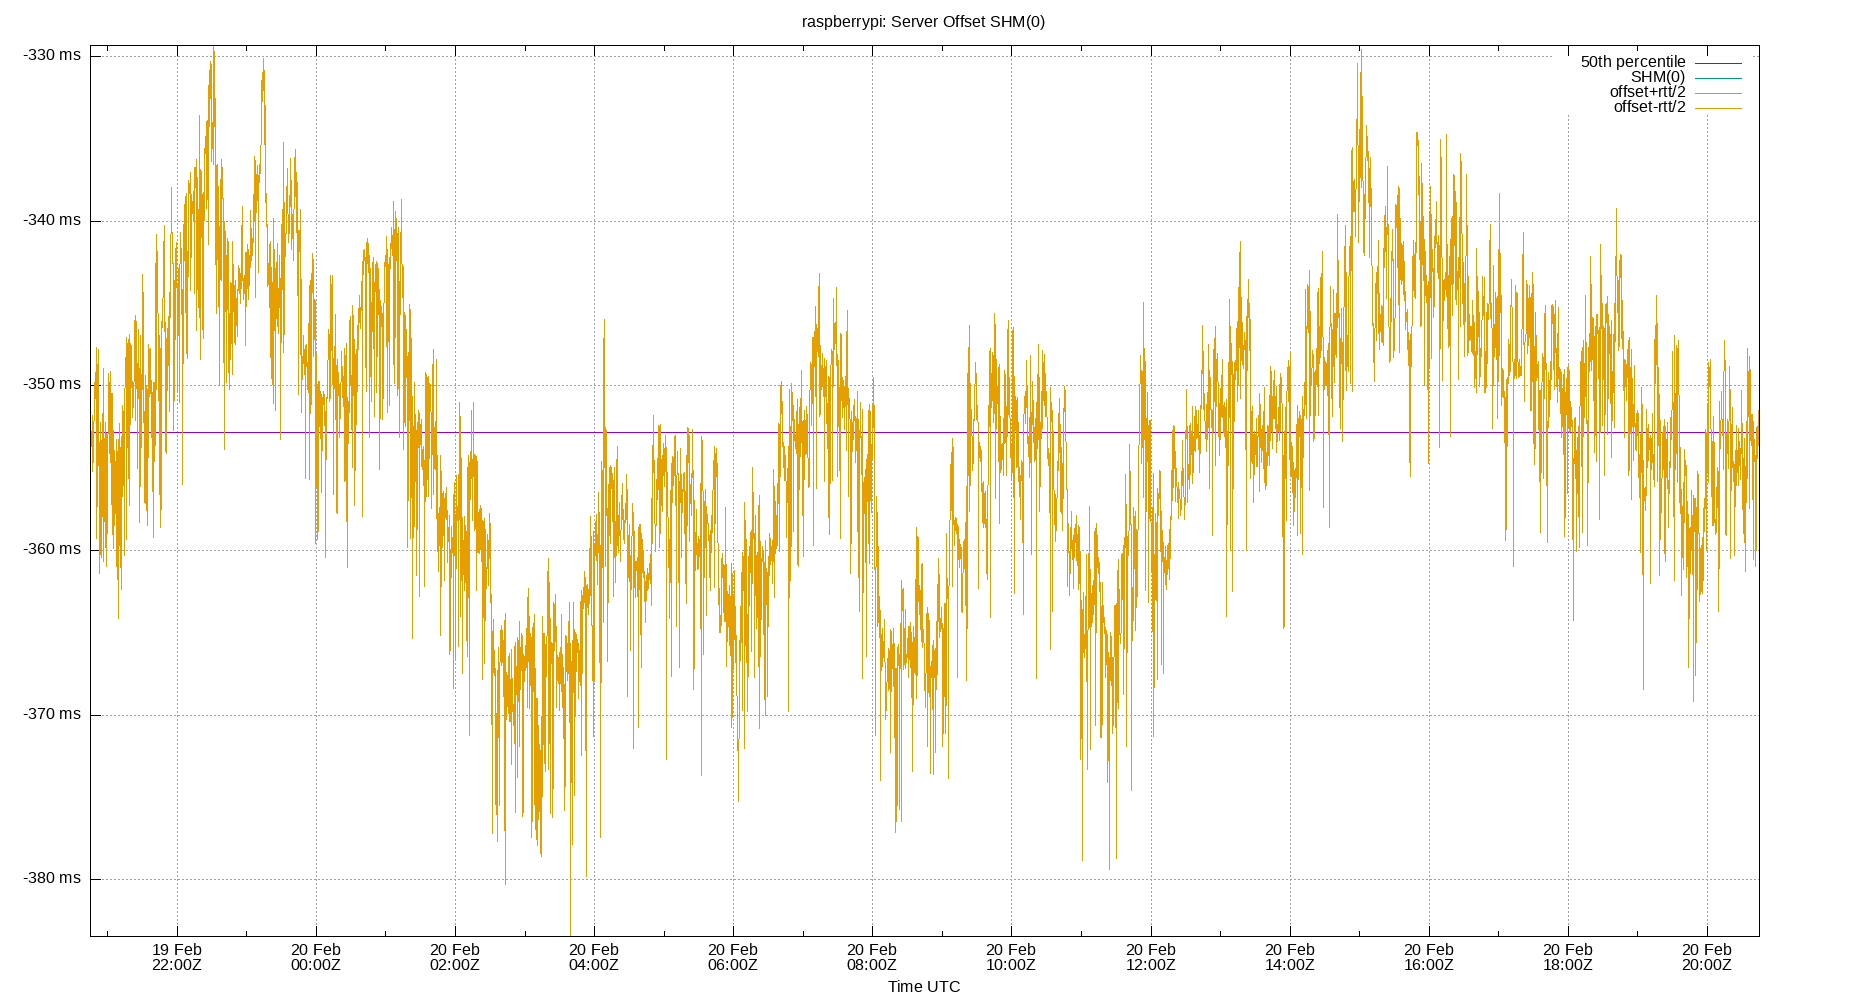 raspberrypi: Server Offset SHM(0)
50th percentile
SHM(0)
offset+rtt/2
offset-rtt/2
-330 ms
-340 ms
-350 ms
-360 ms
-370 ms
-380 ms
19 Feb 20 Feb 20 Feb 20 Feb 20 Feb 20 Feb 20 Feb 20 Feb 20 Feb 20 Feb 20 Feb 20 Feb
22:00Z 00:00Z 02:00Z 04:00Z 06:00Z 08:00Z 10:00Z 12:00Z 14:00Z 16:00Z 18:00Z 20:00Z
Time UTC